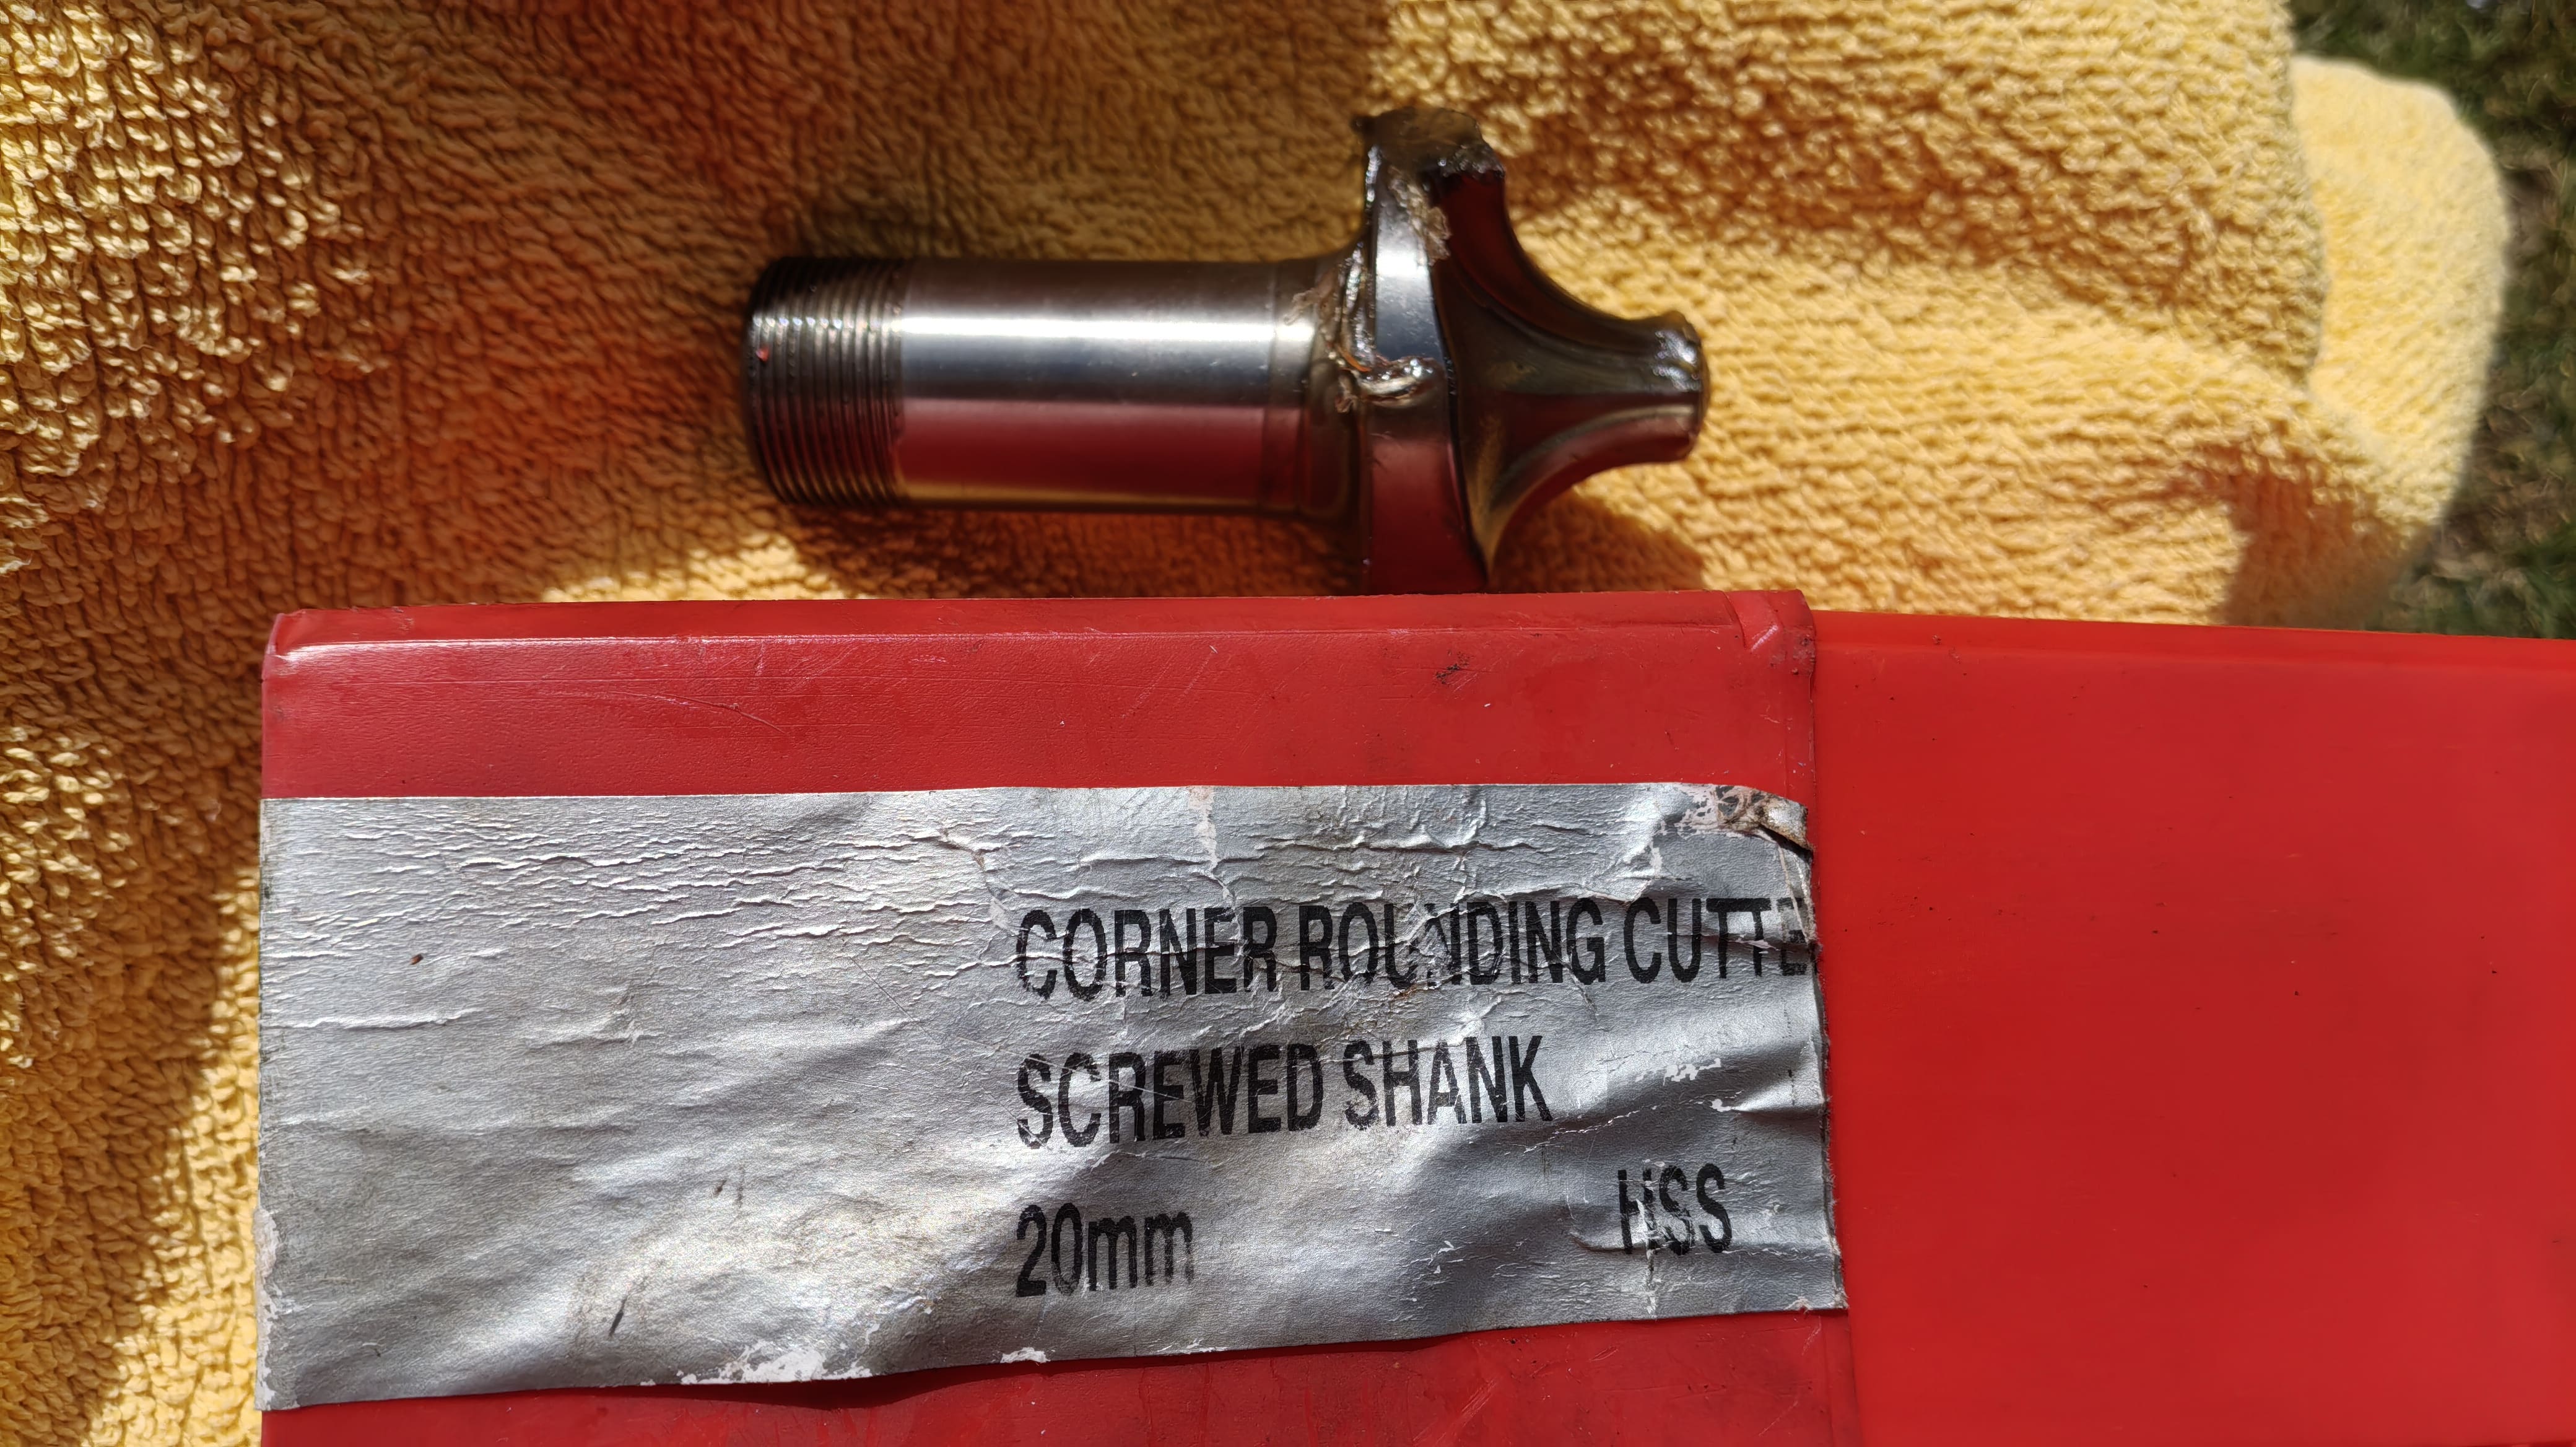 CORNER ROUNDING CUTTE
SCREWED SHANK
20mm HSS